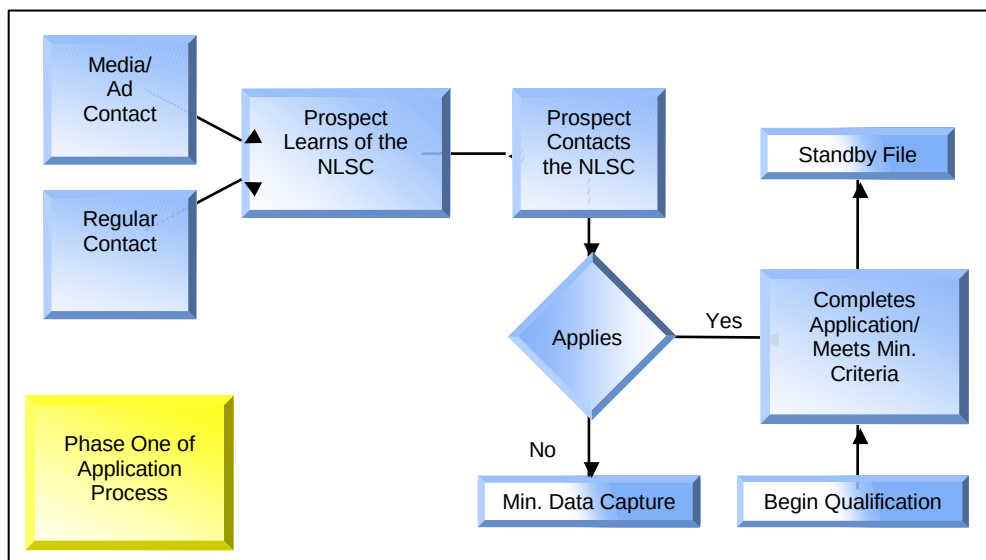 Media/
Ad
Contact
Prospect
Learns of the
NLSC
Prospect
Contacts
the NLSC
Standby File
Regular
Contact
Applies
Yes
Completes
Application/
Meets Min.
Criteria
Phase One of
Application
Process
No
Min. Data Capture
Begin Qualification